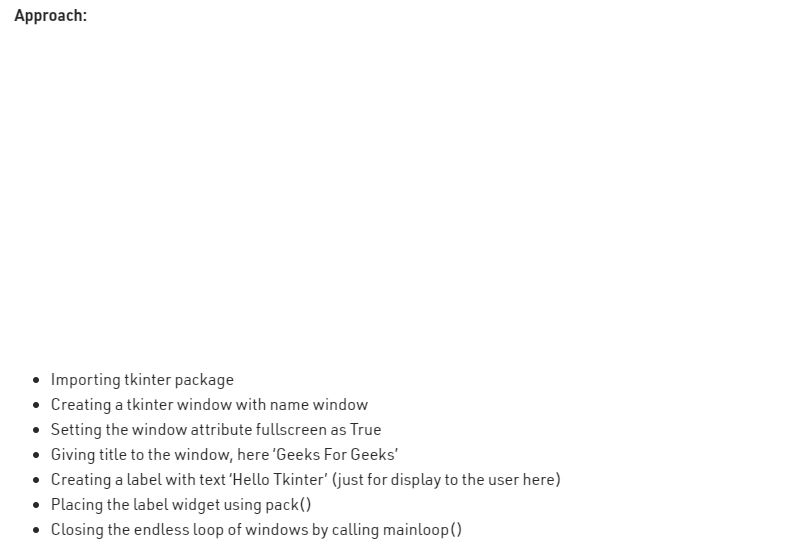 Approach:
Importing tkinter package
Creating a tkinter window with name window
Setting the window attribute fullscreen as True
Giving title to the window, here ‘Geeks For Geeks’
Creating a label with text ‘Hello Tkinter’ (just for display to the user here)
Placing the label widget using pack()
Closing the endless loop of windows by calling mainloop()